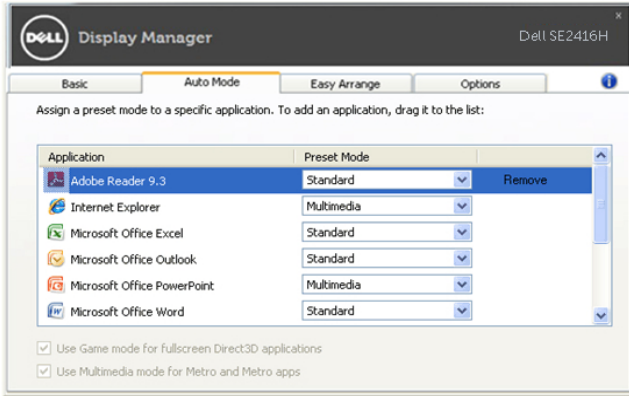 DELL Display Manager Dell SE2416H
Basic Auto Mode Easy Arrange Options
Assign a preset mode to a specific application. To add an application, drag it to the list:
Application Preset Mode
Adobe Reader 9.3 Standard Remove
Internet Explorer Multimedia
Microsoft Office Excel Standard
Microsoft Office Outlook Standard
Microsoft Office PowerPoint Multimedia
Microsoft Office Word Standard
Use Game mode for fullscreen Direct3D applications
Use Multimedia mode for Metro and Metro apps